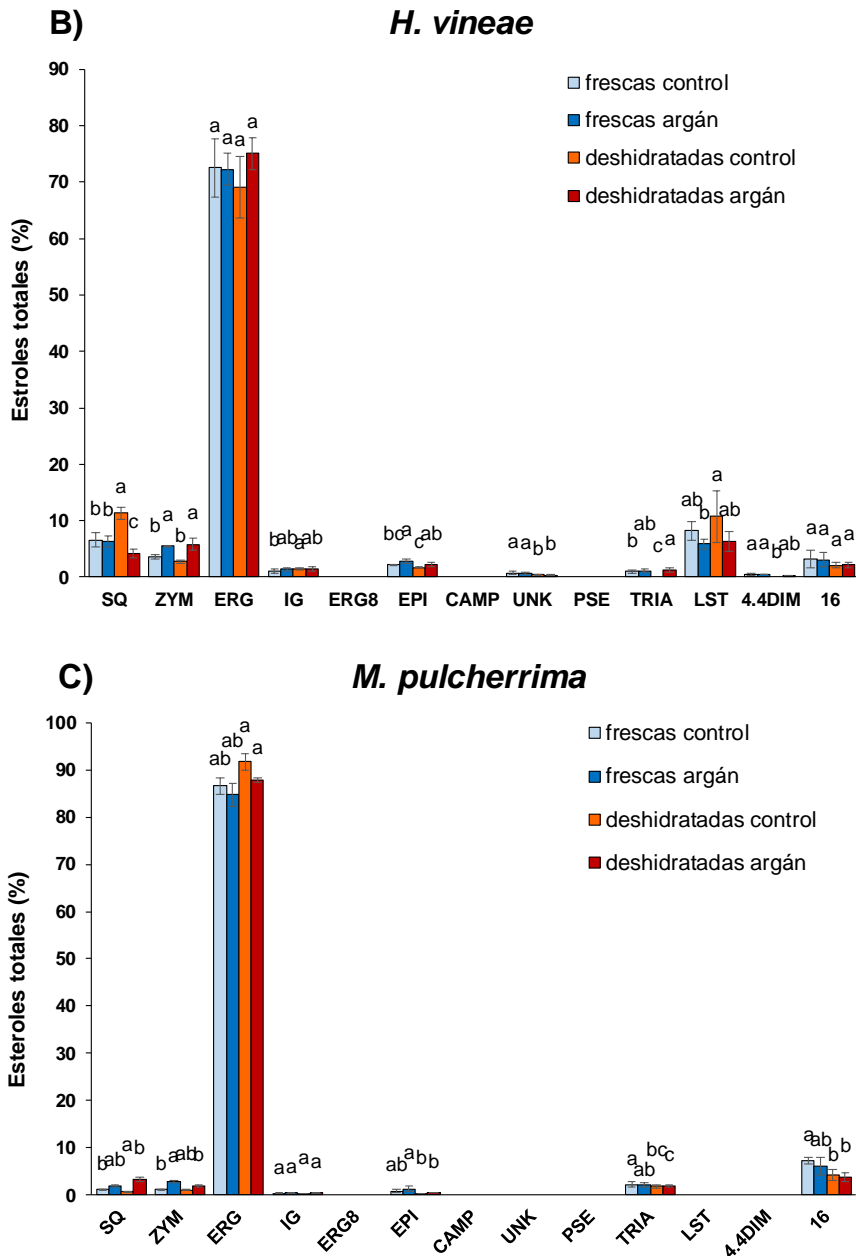 B) H. vineae
90
80
70
60
50
40
30
20
10
0
Estroles totales (%)
frescas control
frescas argán
deshidratadas control
deshidratadas argán
b b a c
b a b a
a a a a
b ab a ab
bc a c ab
a a b b
b ab c a
ab b a ab
a a b ab
a a a a
SQ ZYM ERG IG ERG8 EPI CAMP UNK PSE TRIA LST 4.4DIM 16
C) M. pulcherrima
100
90
80
70
60
50
40
30
20
10
0
Esteroles totales (%)
frescas control
frescas argán
deshidratadas control
deshidratadas argán
b ab a b
b a ab b
ab ab a a
a a a a
ab a b b
a ab bc c
a ab b b
SQ ZYM ERG IG ERG8 EPI CAMP UNK PSE TRIA LST 4.4DIM 16